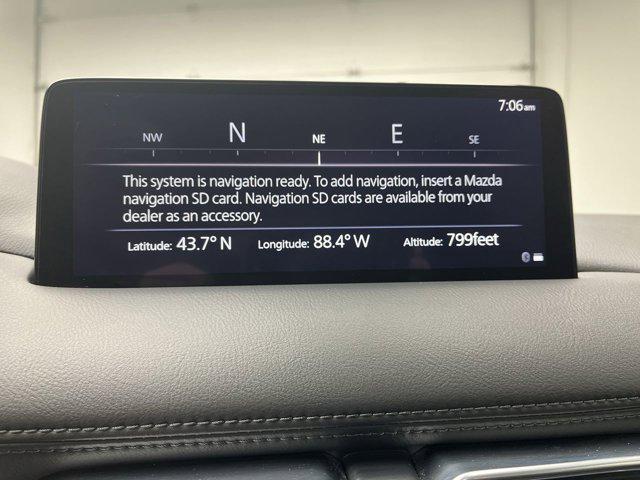 7:06am
NW N NE E SE
This system is navigation ready. To add navigation, insert a Mazda
navigation SD card. Navigation SD cards are available from your
dealer as an accessory.
Latitude: 43.7° N Longitude: 88.4° W Altitude: 799feet